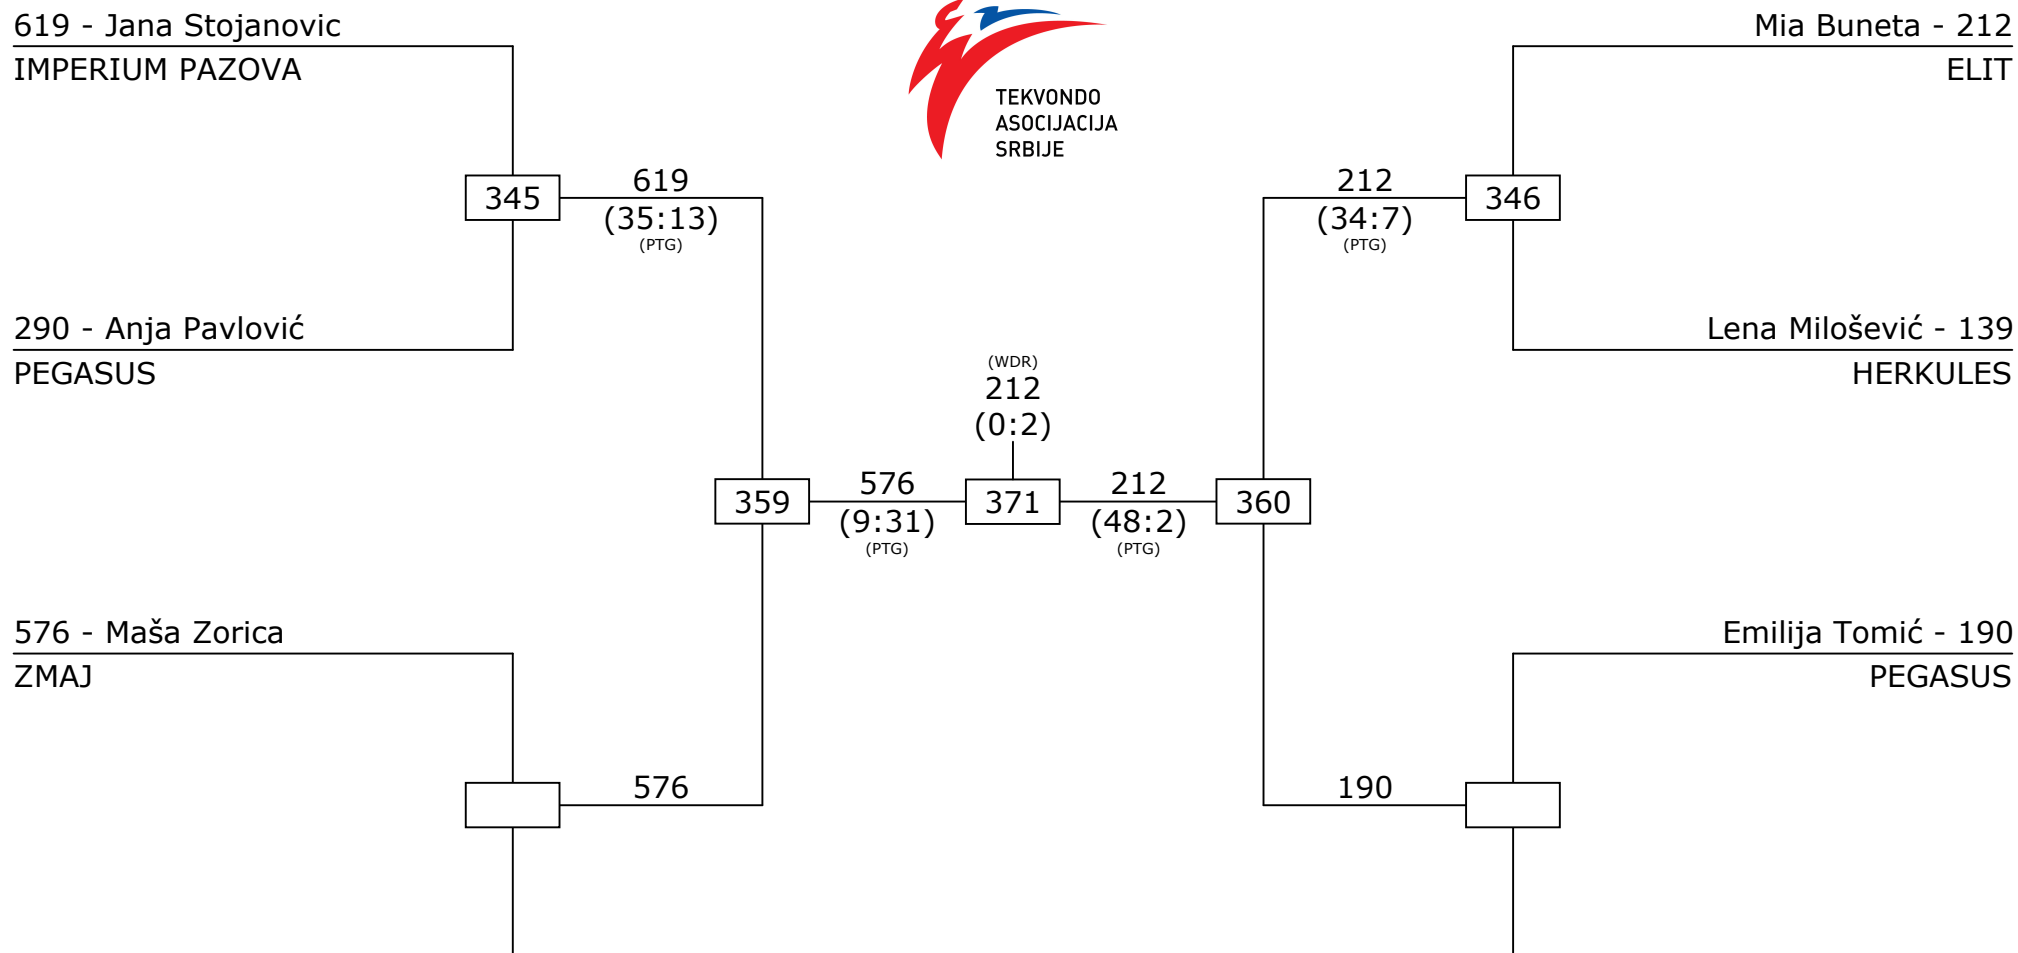 619 - Jana Stojanovic
IMPERIUM PAZOVA
TEKVONDO
ASOCIJACIJA
SRBIJE
Mia Buneta - 212
ELIT
345
619
(35:13)
(PTG)
212
(34:7)
(PTG)
346
290 - Anja Pavlović
PEGASUS
Lena Milošević - 139
HERKULES
(WDR)
212
(0:2)
359
576
(9:31)
(PTG)
371
212
(48:2)
(PTG)
360
576 - Maša Zorica
ZMAJ
Emilija Tomić - 190
PEGASUS
576
190